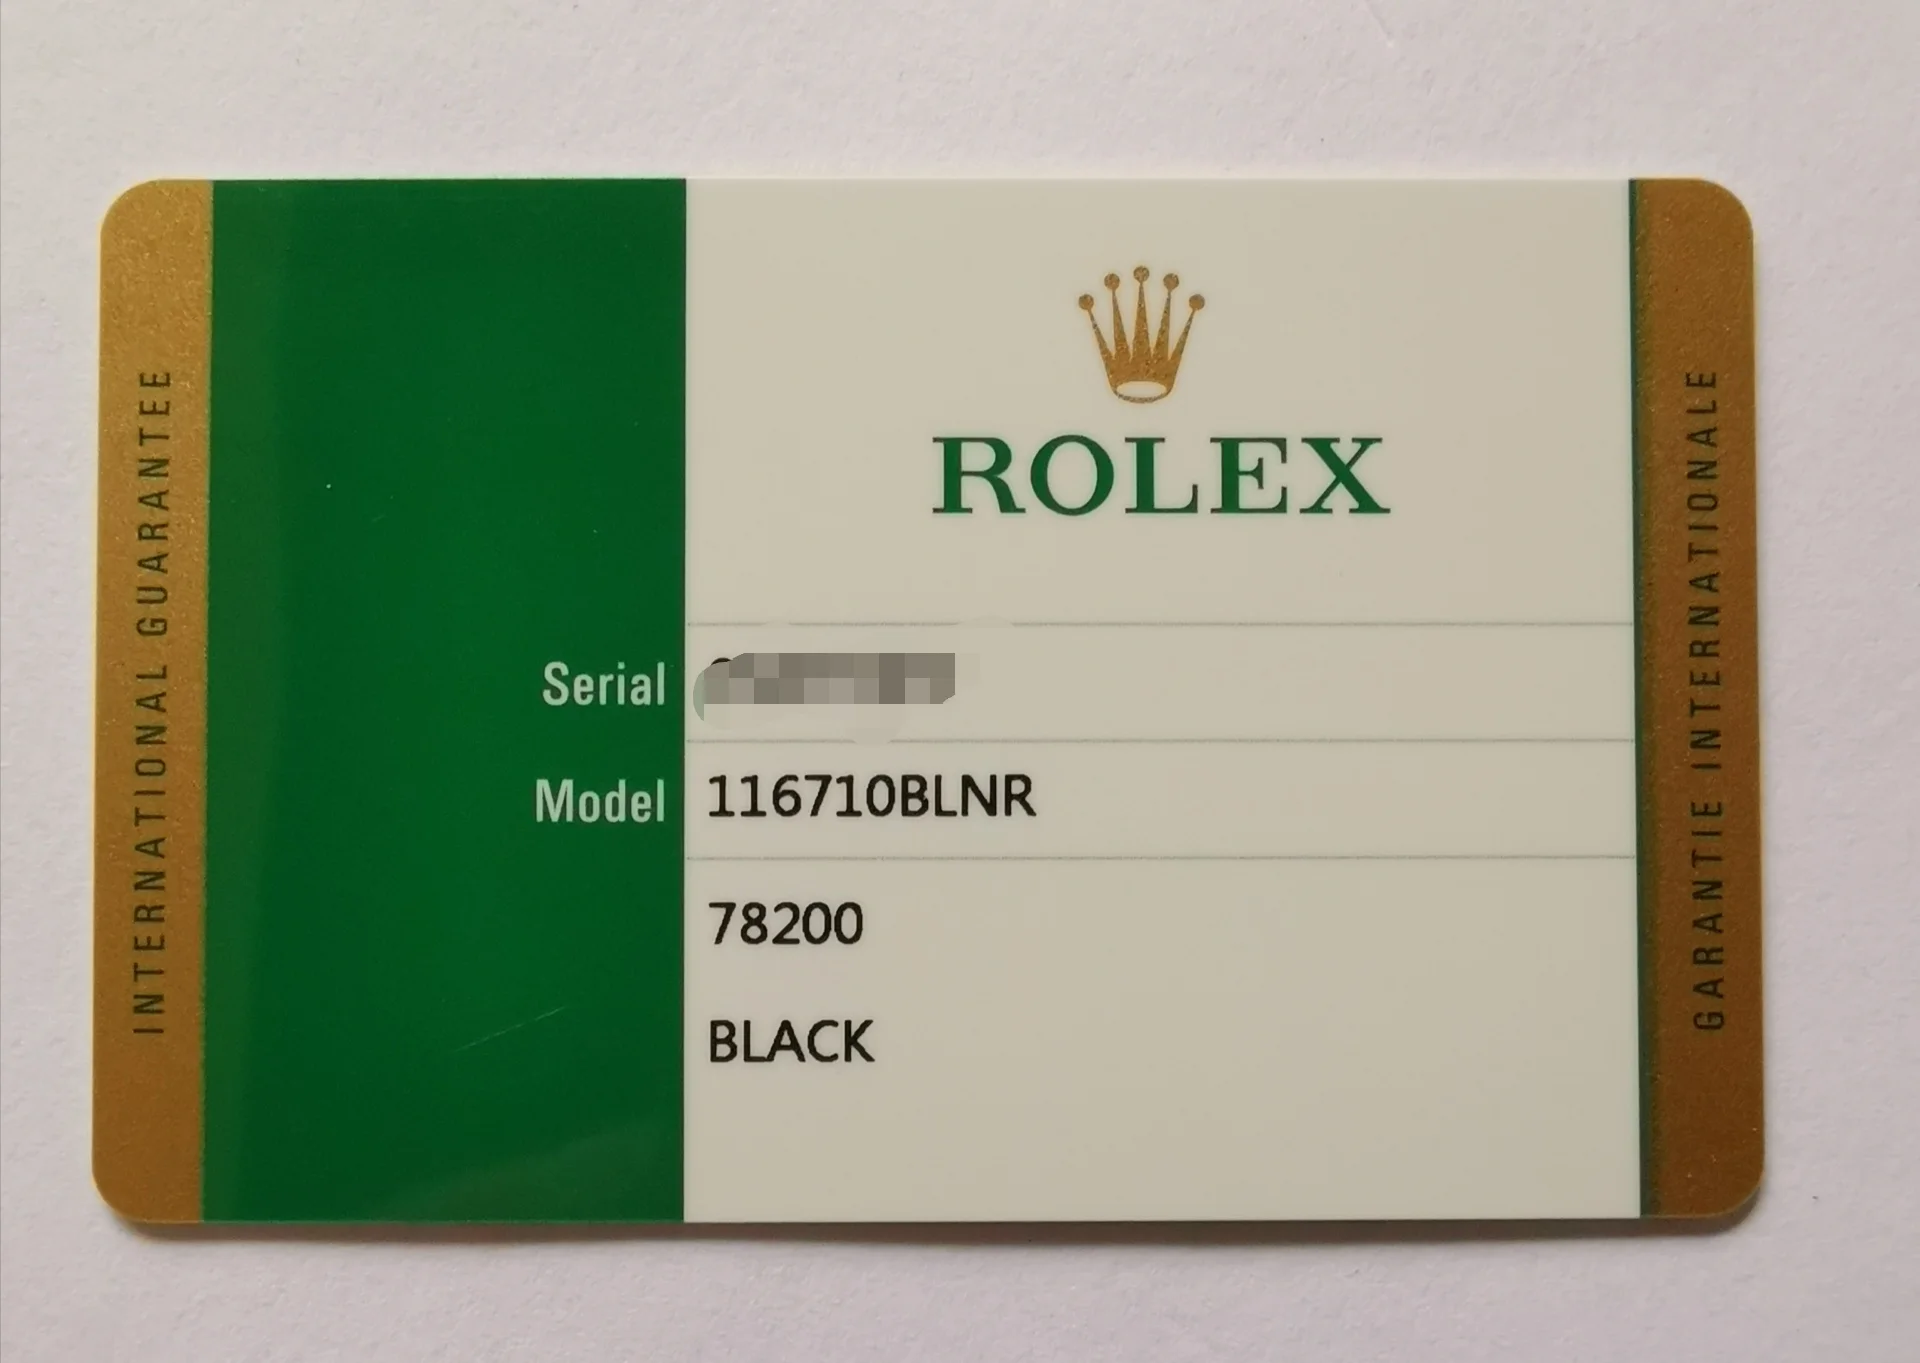 INTERNATIONAL GUARANTEE
ROLEX
Serial
Model 116710BLNR
78200
BLACK
GARANTIE INTERNATIONALE